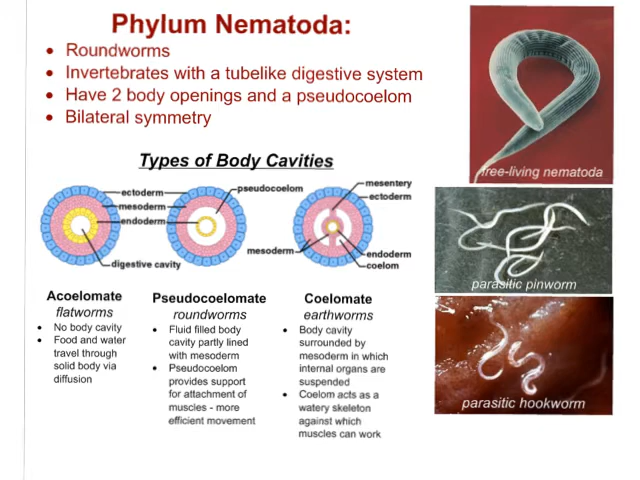 Phylum Nematoda:
• Roundworms
• Invertebrates with a tubelike digestive system
• Have 2 body openings and a pseudocoelom
• Bilateral symmetry
free-living nematoda
parasitic pinworm
parasitic hookworm
Types of Body Cavities
ectoderm
mesoderm
endoderm
digestive cavity
pseudocoelom
mesentery
ectoderm
mesoderm
endoderm
coelom
Acoelomate
flatworms
• No body cavity
• Food and water
travel through
solid body via
diffusion
Pseudocoelomate
roundworms
• Fluid filled body
cavity partly lined
with mesoderm
• Pseudocoelom
provides support
for attachment of
muscles - more
efficient movement
Coelomate
earthworms
• Body cavity
surrounded by
mesoderm in which
internal organs are
suspended
• Coelom acts as a
watery skeleton
against which
muscles can work